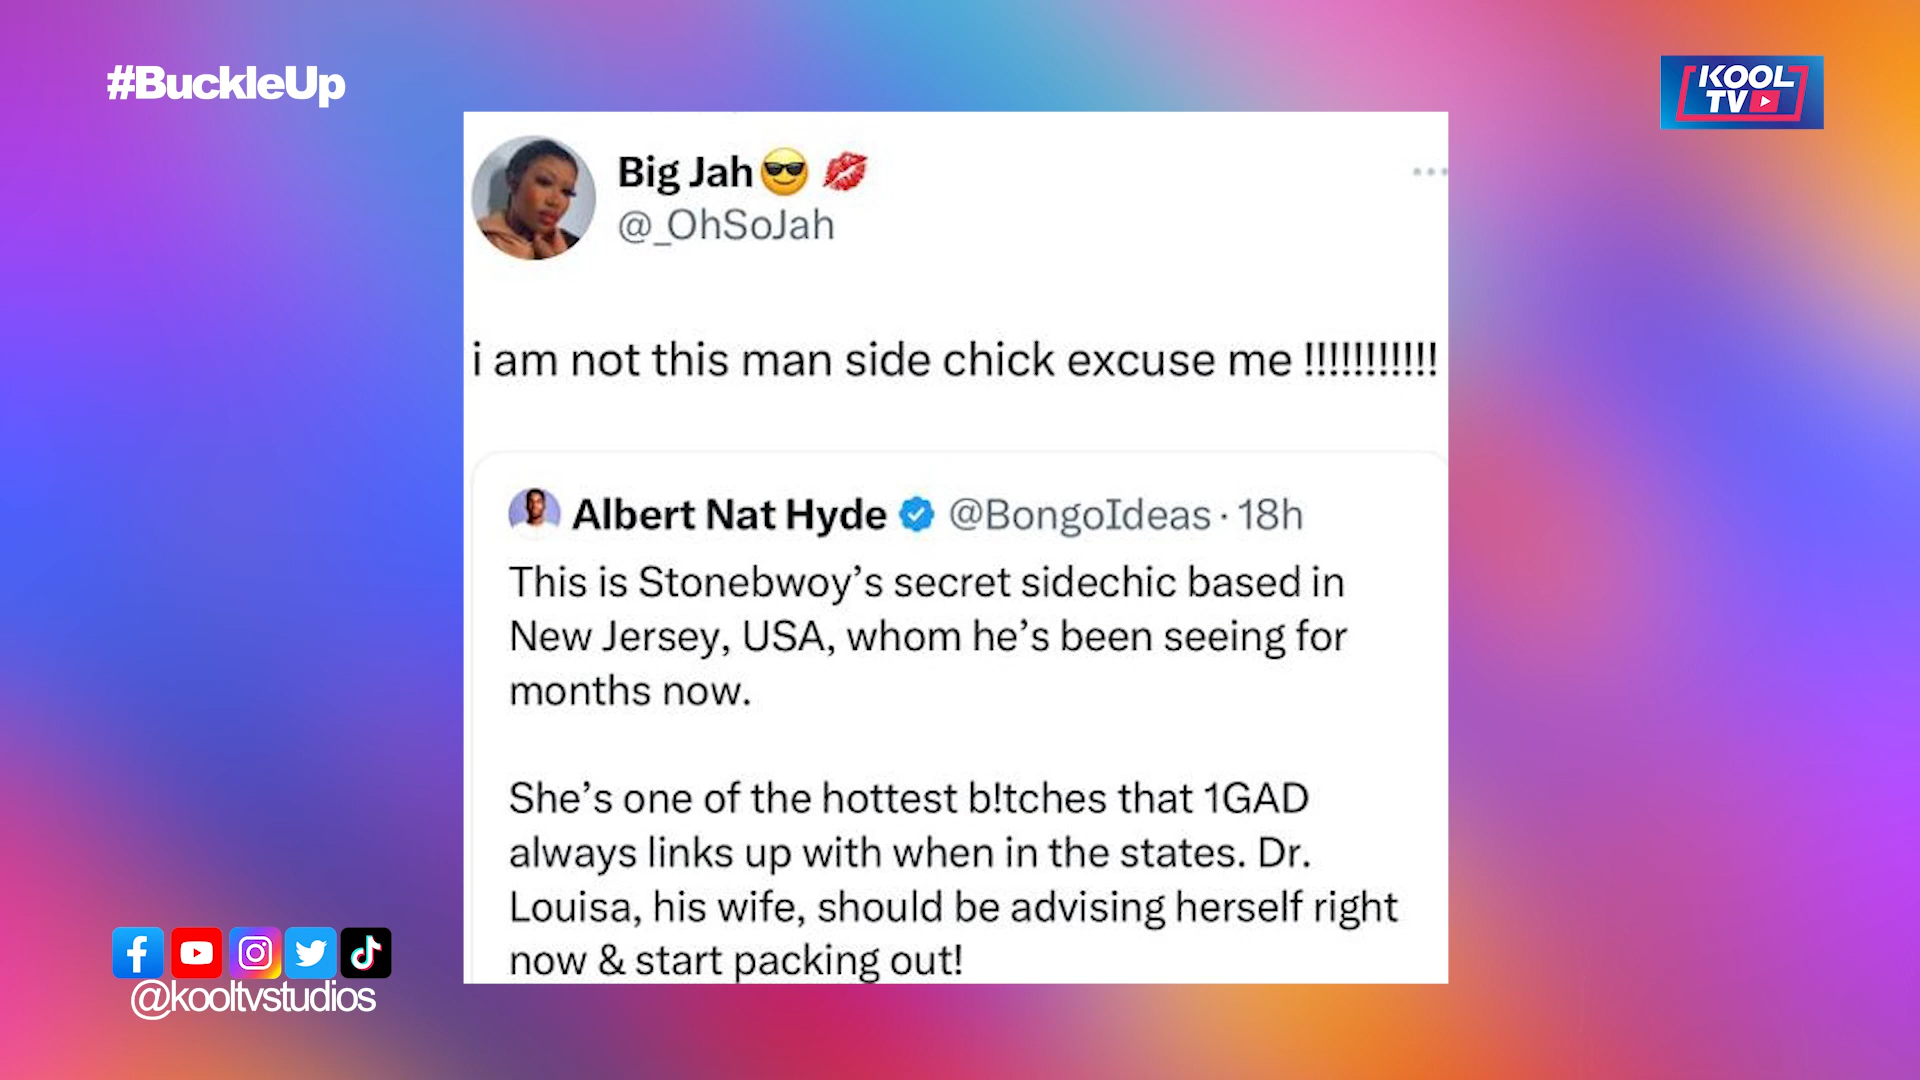 #BuckleUp
KOOL
TV
Big Jah😎💋
@_OhSoJah
i am not this man side chick excuse me !!!!!!!!!!!
Albert Nat Hyde @BongoIdeas · 18h
This is Stonebwoy’s secret sidechic based in
New Jersey, USA, whom he’s been seeing for
months now.
She’s one of the hottest b!tches that 1GAD
always links up with when in the states. Dr.
Louisa, his wife, should be advising herself right
now & start packing out!
@kooltvstudios